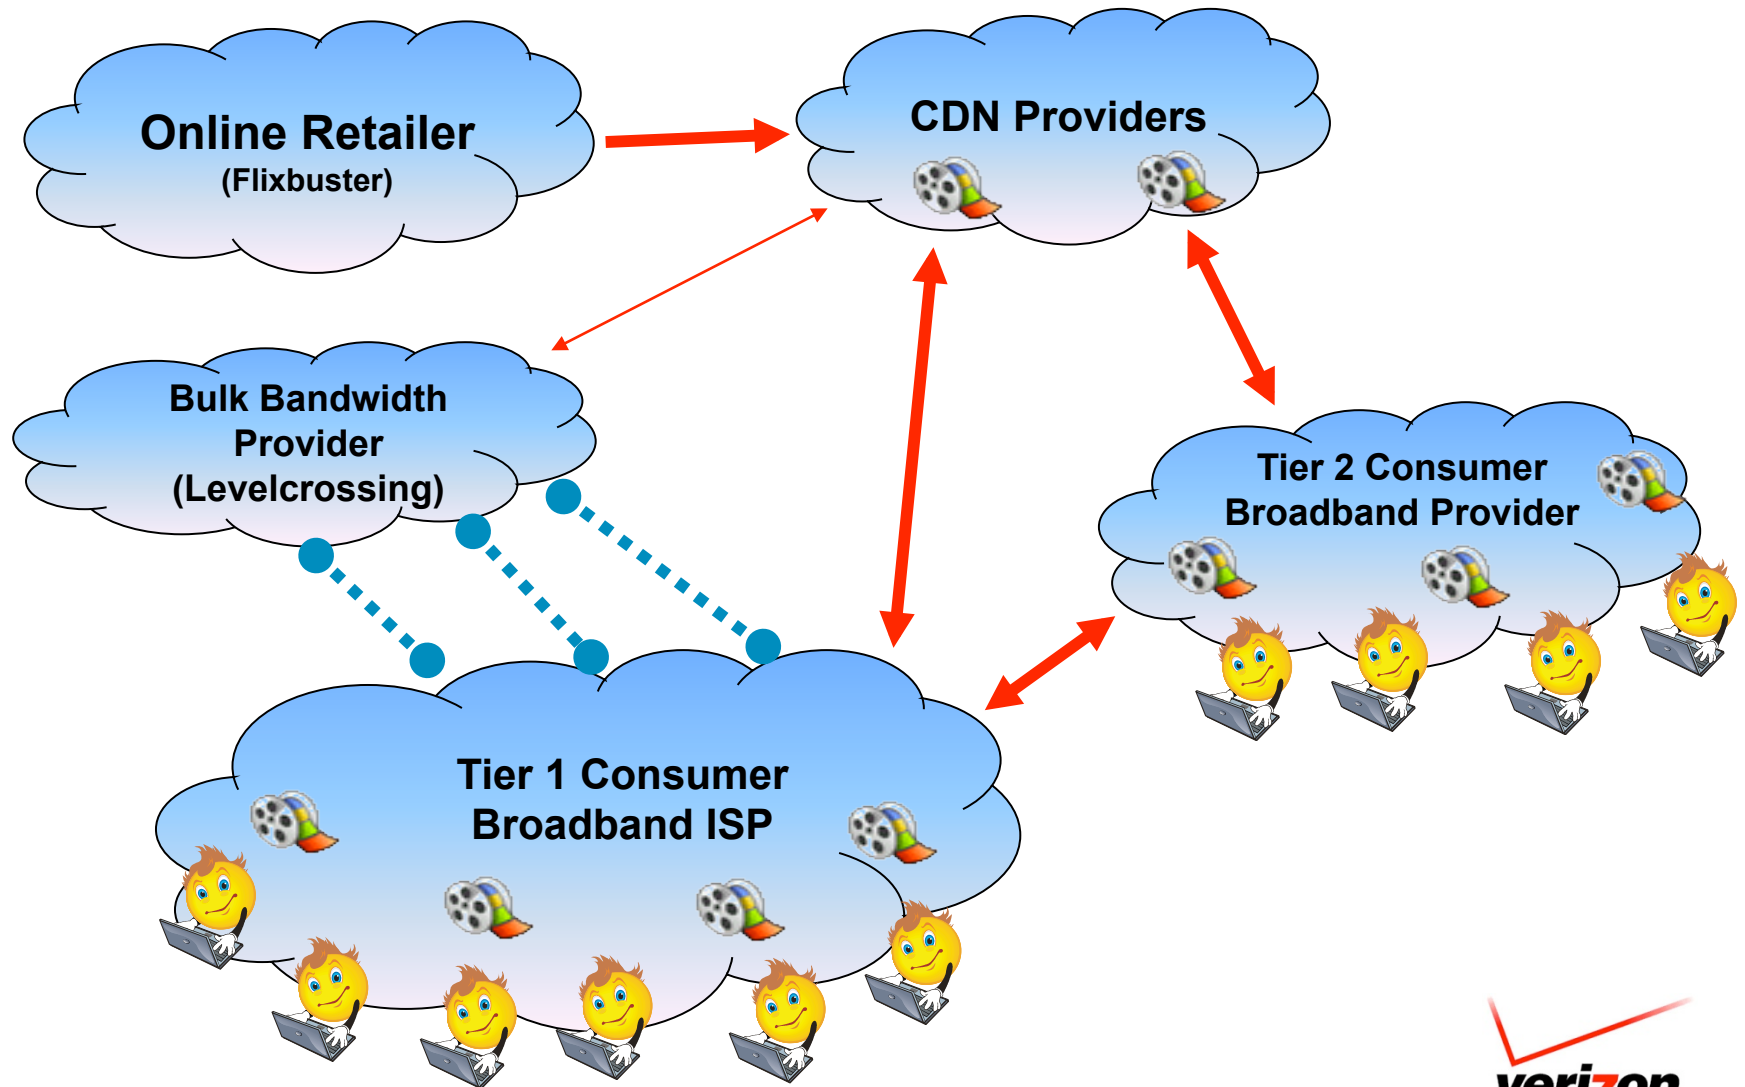 Online Retailer
(Flixbuster)
CDN Providers
Bulk Bandwidth
Provider
(Levelcrossing)
Tier 2 Consumer
Broadband Provider
Tier 1 Consumer
Broadband ISP
verizon